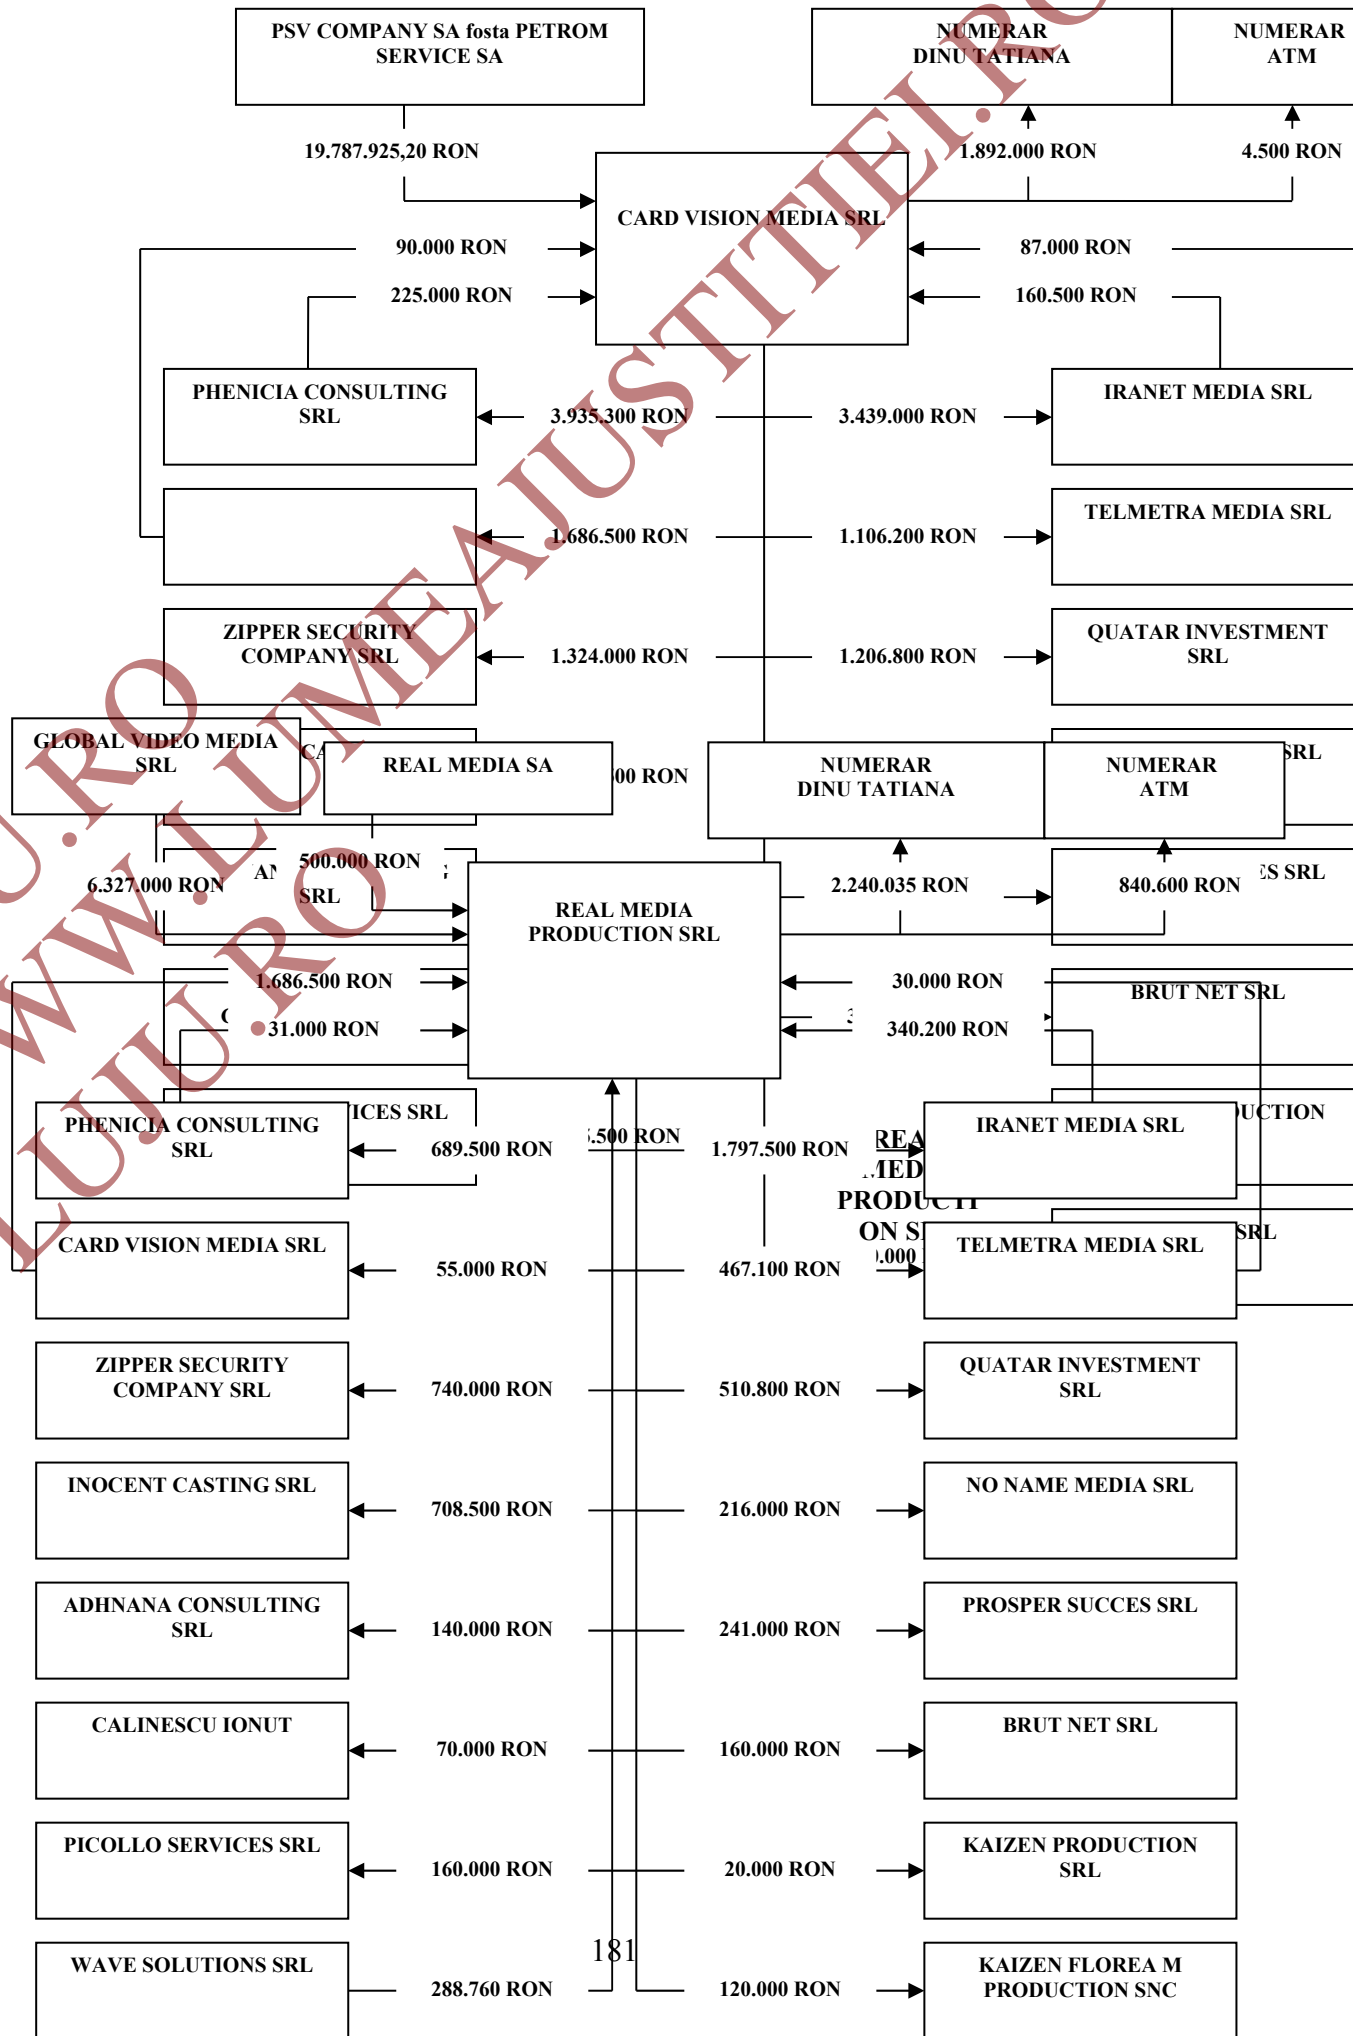 PSV COMPANY SA fosta PETROM
SERVICE SA
NUMERAR
DINU TATIANA
NUMERAR
ATM
19.787.925,20 RON
1.892.000 RON
4.500 RON
CARD VISION MEDIA SRL
90.000 RON
87.000 RON
225.000 RON
160.500 RON
PHENICIA CONSULTING
SRL
3.935.300 RON
3.439.000 RON
IRANET MEDIA SRL
1.686.500 RON
1.106.200 RON
TELMETRA MEDIA SRL
ZIPPER SECURITY
COMPANY SRL
1.324.000 RON
1.206.800 RON
QUATAR INVESTMENT
SRL
GLOBAL VIDEO MEDIA
SRL
REAL MEDIA SA
RON
NUMERAR
DINU TATIANA
NUMERAR
ATM
SRL
6.327.000 RON
500.000 RON
SRL
REAL MEDIA
PRODUCTION SRL
2.240.035 RON
840.600 RON
SRL
1.686.500 RON
30.000 RON
BRUT NET SRL
31.000 RON
340.200 RON
PHENICIA CONSULTING
SRL
SRL
689.500 RON
RON
1.797.500 RON
IRANET MEDIA SRL
CARD VISION MEDIA SRL
55.000 RON
467.100 RON
TELMETRA MEDIA SRL
SRL
ZIPPER SECURITY
COMPANY SRL
740.000 RON
510.800 RON
QUATAR INVESTMENT
SRL
INOCENT CASTING SRL
708.500 RON
216.000 RON
NO NAME MEDIA SRL
ADHNANA CONSULTING
SRL
140.000 RON
241.000 RON
PROSPER SUCCES SRL
CALINESCU IONUT
70.000 RON
160.000 RON
BRUT NET SRL
PICOLLO SERVICES SRL
160.000 RON
20.000 RON
KAIZEN PRODUCTION
SRL
WAVE SOLUTIONS SRL
288.760 RON
120.000 RON
KAIZEN FLOREA M
PRODUCTION SNC
181
WWW.LUMEAJUSTITIEI.RO
LUJU.RO